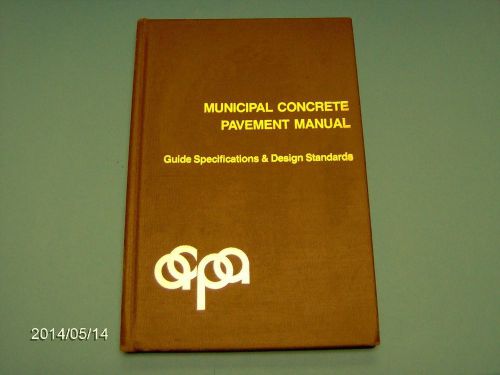 MUNICIPAL CONCRETE
PAVEMENT MANUAL
Guide Specifications & Design Standards
acpa
2014/05/14